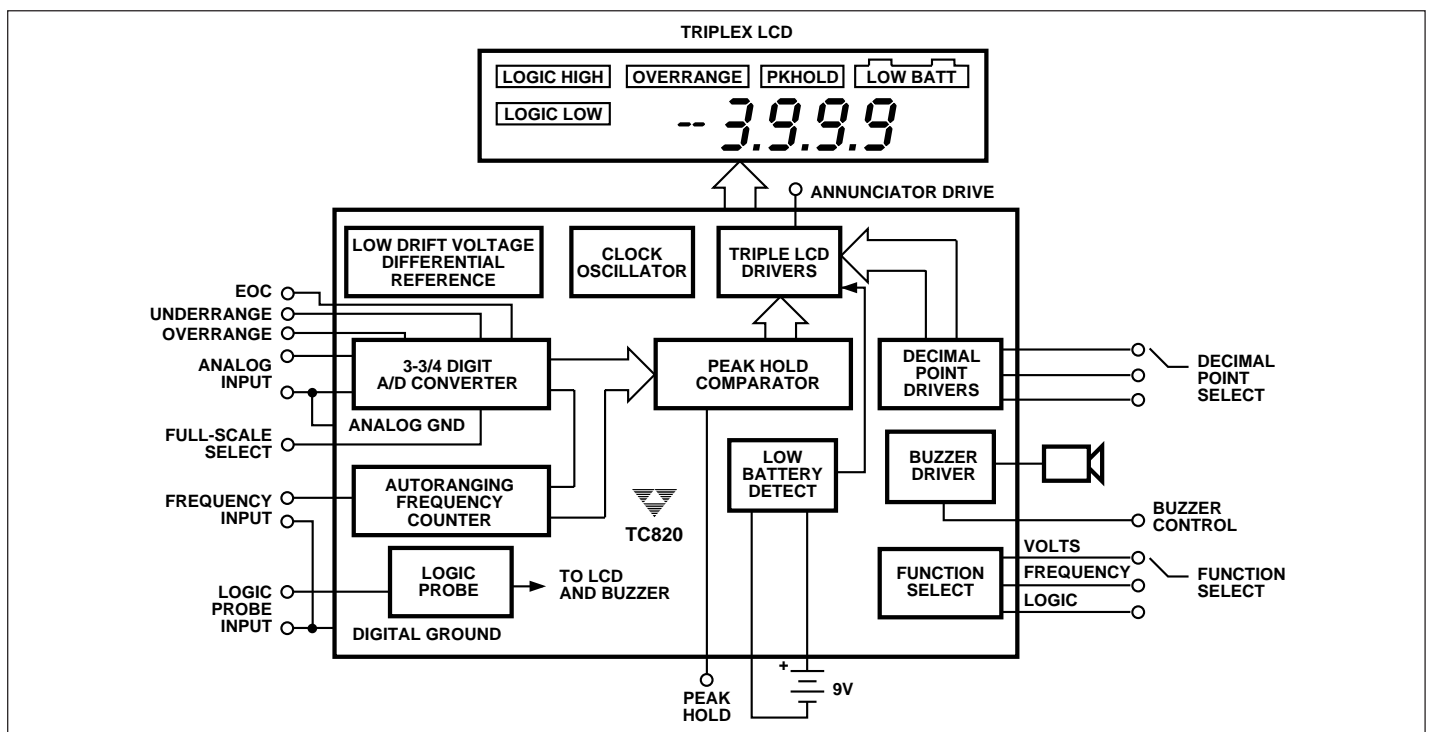 TRIPLEX LCD
LOGIC HIGH
OVERRANGE
PKHOLD
LOW BATT
LOGIC LOW
--3.9.9.9
ANNUNCIATOR DRIVE
LOW DRIFT VOLTAGE
DIFFERENTIAL
REFERENCE
CLOCK
OSCILLATOR
TRIPLE LCD
DRIVERS
EOC
UNDERRANGE
OVERRANGE
ANALOG
INPUT
3-3/4 DIGIT
A/D CONVERTER
PEAK HOLD
COMPARATOR
DECIMAL
POINT
DRIVERS
DECIMAL
POINT
SELECT
ANALOG GND
FULL-SCALE
SELECT
LOW
BATTERY
DETECT
BUZZER
DRIVER
AUTORANGING
FREQUENCY
COUNTER
FREQUENCY
INPUT
TC820
BUZZER
CONTROL
LOGIC
PROBE
TO LCD
AND BUZZER
FUNCTION
SELECT
VOLTS
FREQUENCY
LOGIC
FUNCTION
SELECT
LOGIC
PROBE
INPUT
DIGITAL GROUND
PEAK
HOLD
+
9V